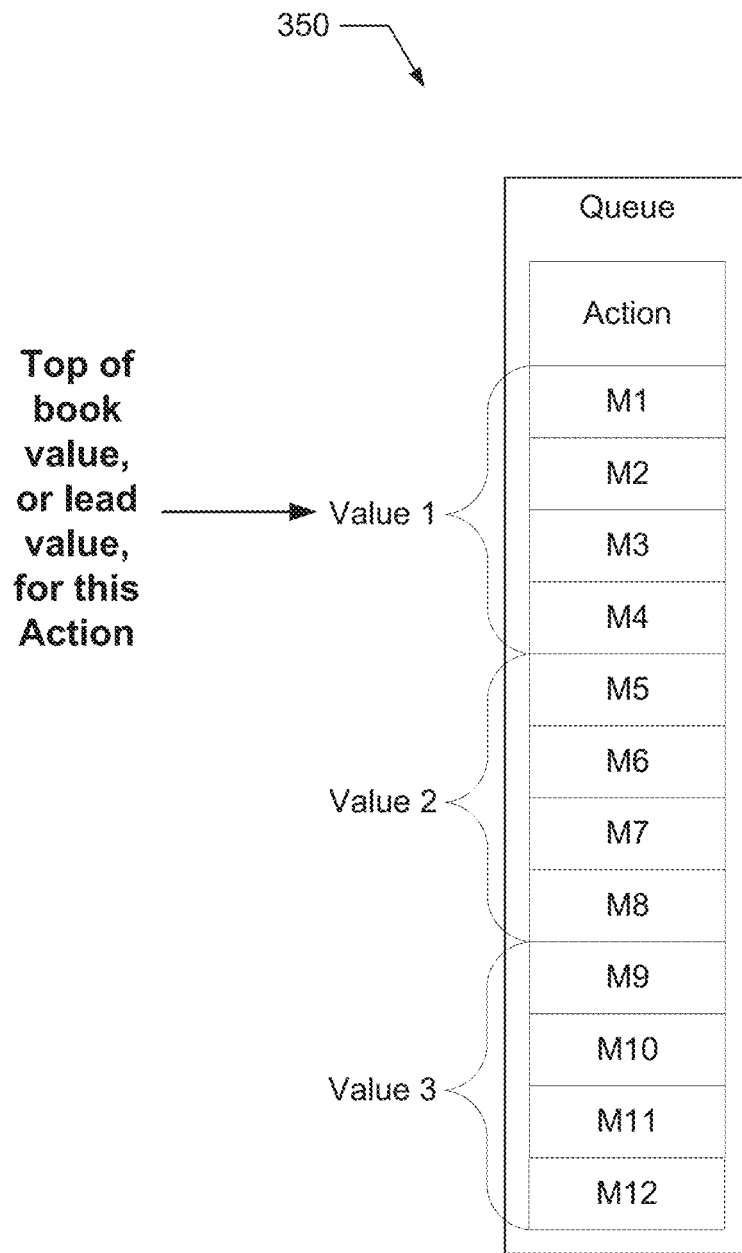 350
Queue
Action
Top of
book
value,
or lead
value,
for this
Action
Value 1
M1
M2
M3
M4
Value 2
M5
M6
M7
M8
Value 3
M9
M10
M11
M12